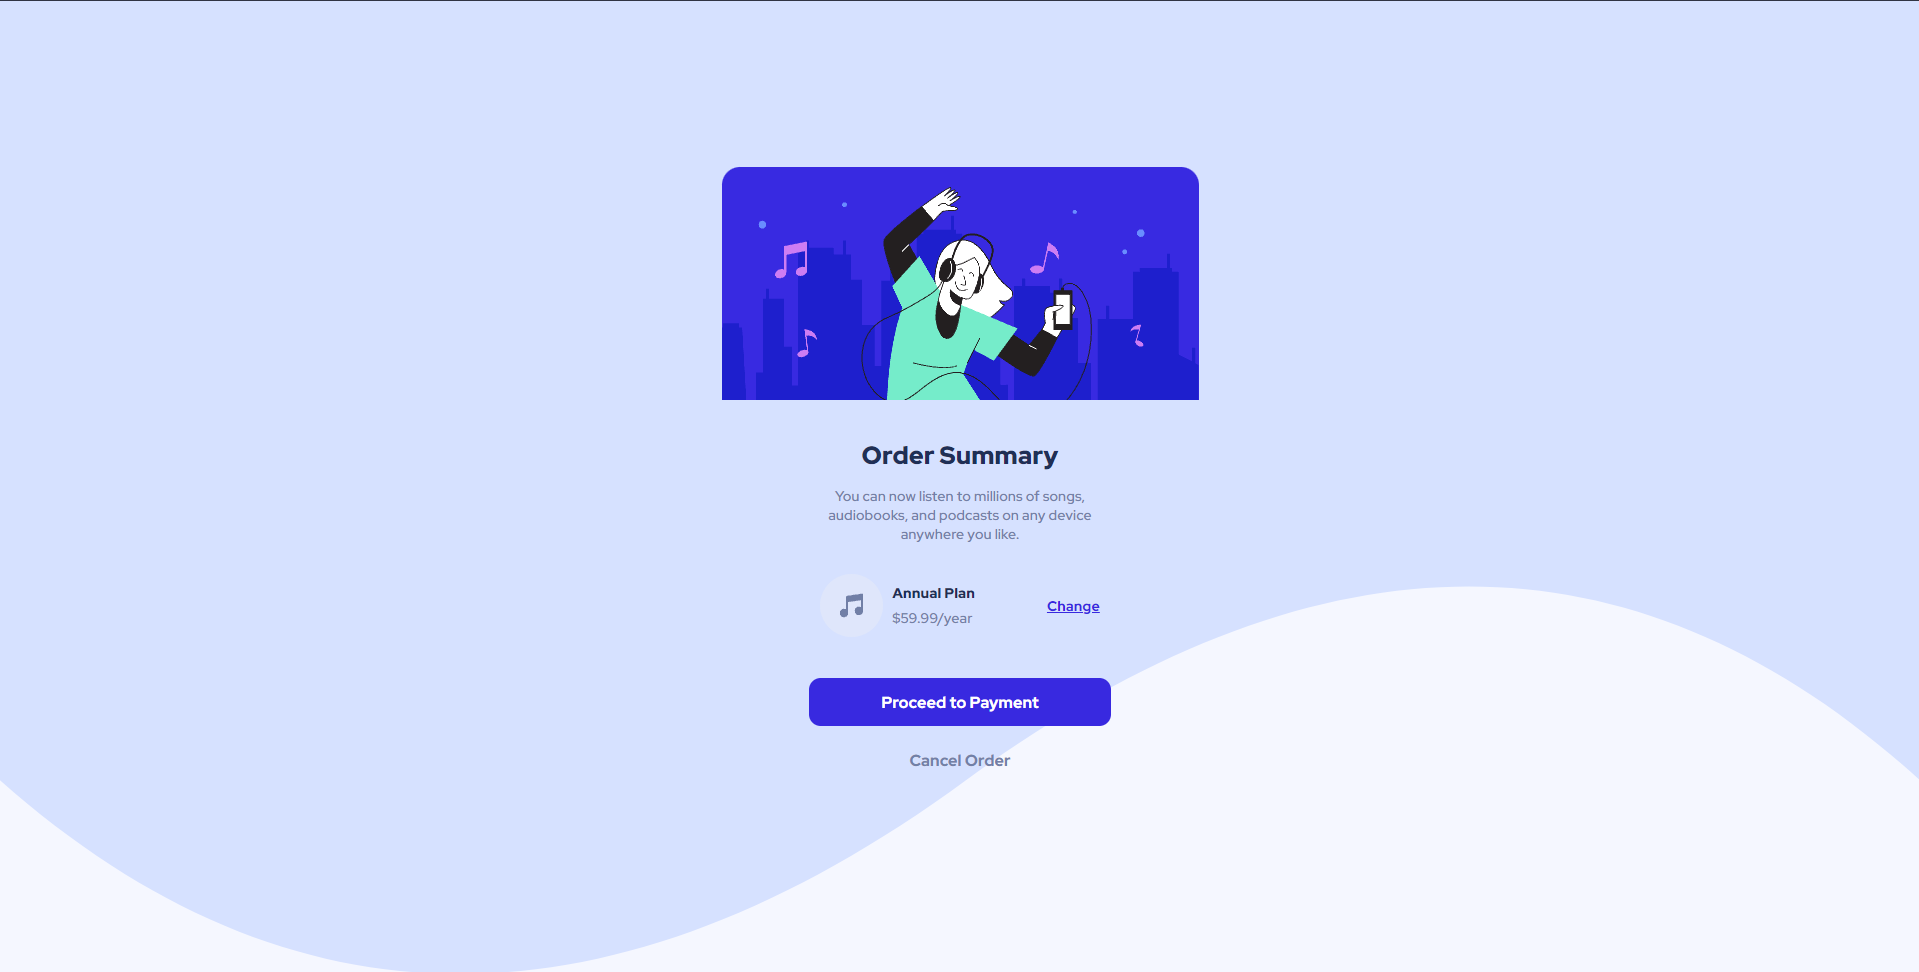 Order Summary
You can now listen to millions of songs,
audiobooks, and podcasts on any device
anywhere you like.
Annual Plan
$59.99/year
Change
Proceed to Payment
Cancel Order